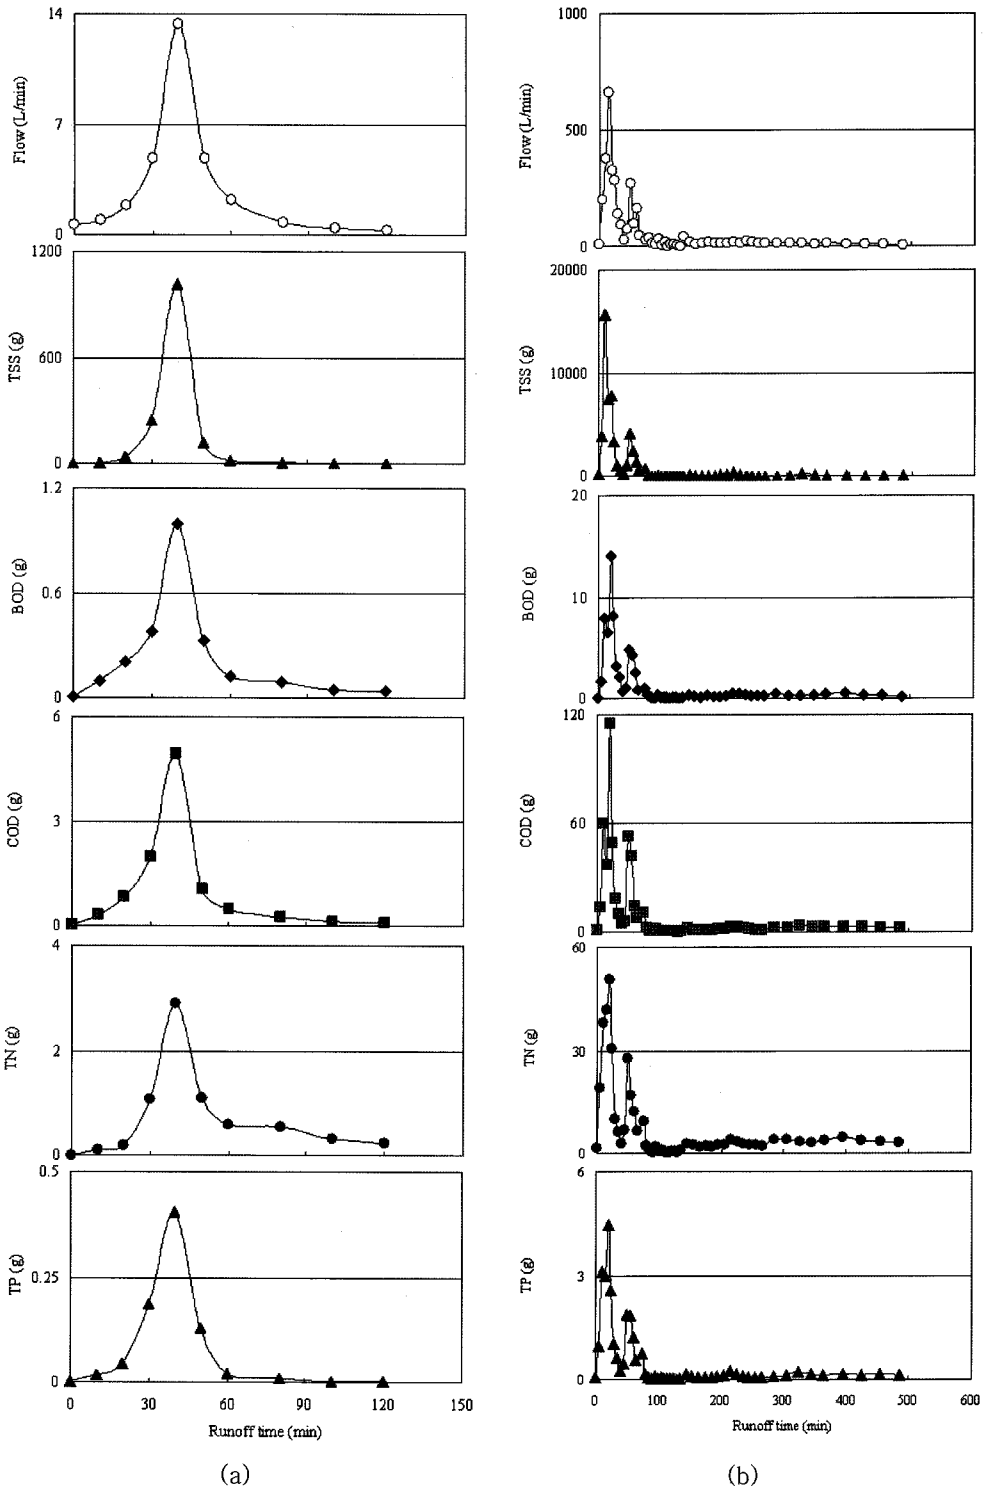 14
7
0
Flow (L/min)
1200
600
0
TSS (g)
1.2
0.6
0
BOD (g)
6
3
0
COD (g)
4
2
0
TN (g)
0.5
0.25
0
TP (g)
0 30 60 90 120 150
Runoff time (min)
(a)
1000
500
0
Flow (L/min)
20000
10000
0
TSS (g)
20
10
0
BOD (g)
120
60
0
COD (g)
60
30
0
TN (g)
6
3
0
TP (g)
0 100 200 300 400 500 600
Runoff time (min)
(b)